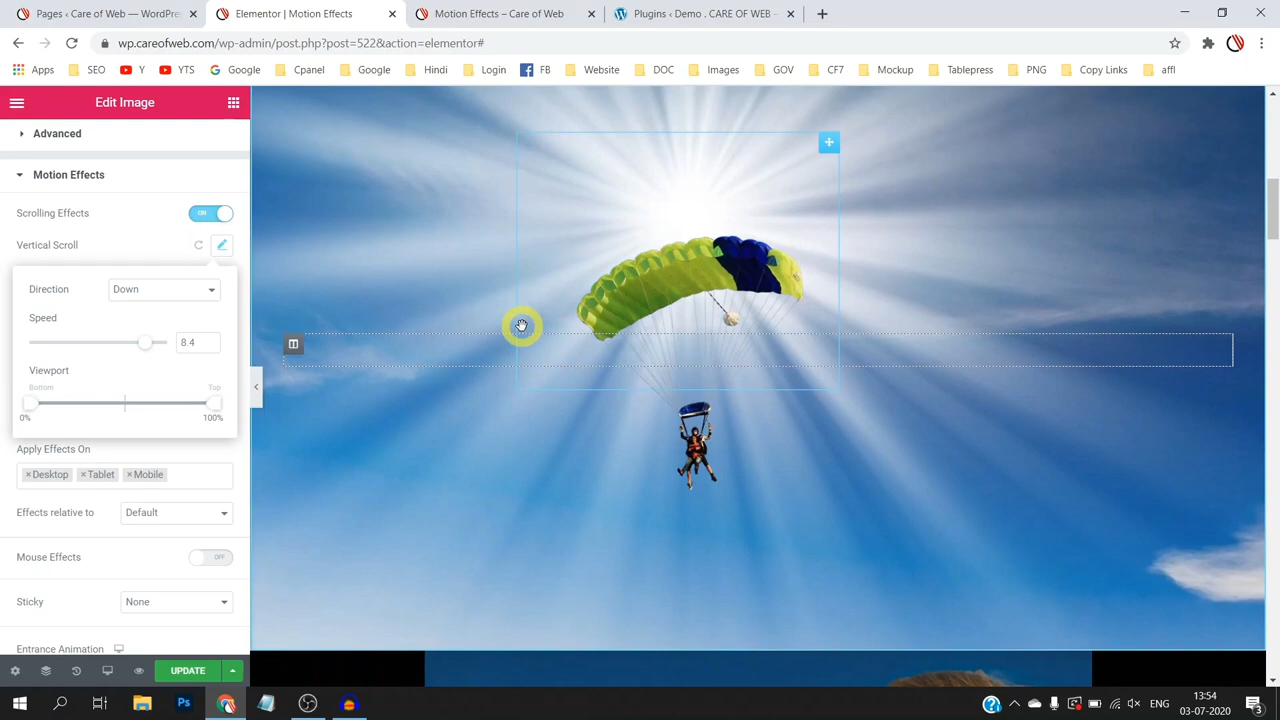 Pages ‹ Care of Web — WordPre
Elementor | Motion Effects
Motion Effects – Care of Web
Plugins ‹ Demo . CARE OF WEB –
wp.careofweb.com/wp-admin/post.php?post=522&action=elementor#
Apps SEO Y YTS Google Cpanel Google Hindi Login FB Website DOC Images GOV CF7 Mockup Tablepress PNG Copy Links affl
Edit Image
Advanced
Motion Effects
Scrolling Effects ON
Vertical Scroll
Direction Down
Speed
8.4
Viewport
Bottom Top
0% 100%
Apply Effects On
×Desktop ×Tablet ×Mobile
Effects relative to Default
Mouse Effects OFF
Sticky None
Entrance Animation
UPDATE
Ps
ENG
13:54
03-07-2020
3